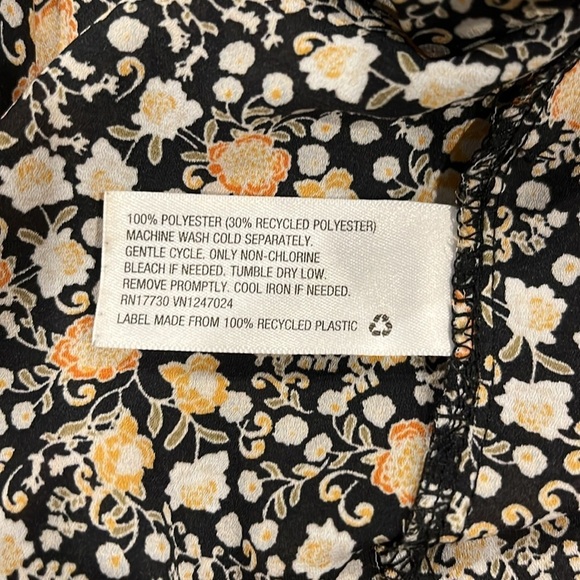 100% POLYESTER (30% RECYCLED POLYESTER)
MACHINE WASH COLD SEPARATELY.
GENTLE CYCLE. ONLY NON-CHLORINE
BLEACH IF NEEDED. TUMBLE DRY LOW.
REMOVE PROMPTLY. COOL IRON IF NEEDED.
RN17730 VN1247024
LABEL MADE FROM 100% RECYCLED PLASTIC